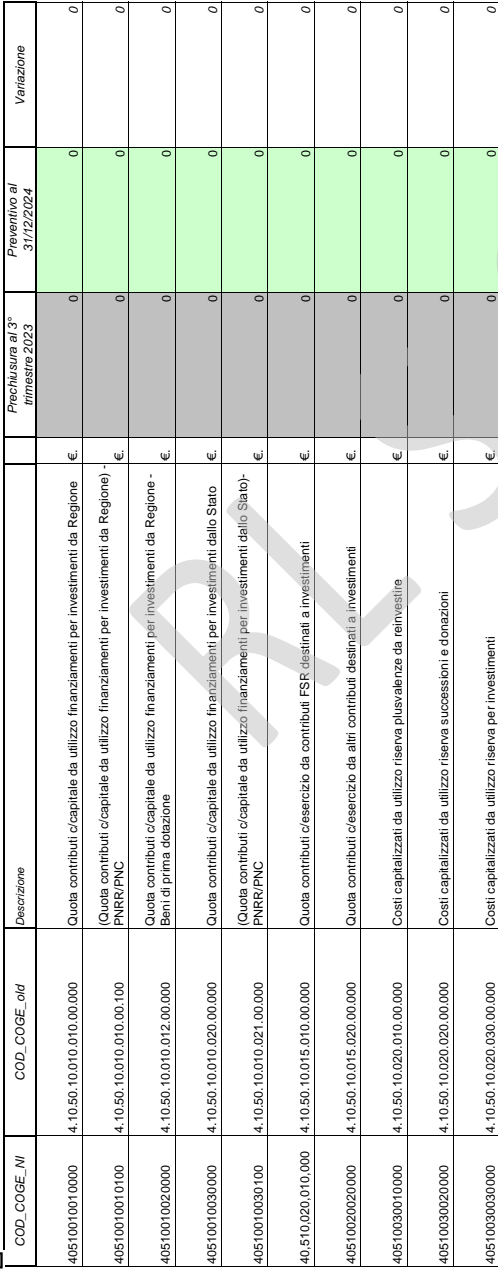 COD_COGE_NI COD_COGE_old Descrizione Prechiusura al 3° trimestre 2023 Preventivo al 31/12/2024 Variazione
40510010010000 4.10.50.10.010.010.00.000 Quota contributi c/capitale da utilizzo finanziamenti per investimenti da Regione €. 0 0 0
40510010010100 4.10.50.10.010.010.00.100 (Quota contributi c/capitale da utilizzo finanziamenti per investimenti da Regione) - PNRR/PNC €. 0 0 0
40510010020000 4.10.50.10.010.012.00.000 Quota contributi c/capitale da utilizzo finanziamenti per investimenti da Regione - Beni di prima dotazione €. 0 0 0
40510010030000 4.10.50.10.010.020.00.000 Quota contributi c/capitale da utilizzo finanziamenti per investimenti dallo Stato €. 0 0 0
40510010030100 4.10.50.10.010.021.00.000 (Quota contributi c/capitale da utilizzo finanziamenti per investimenti dallo Stato)- PNRR/PNC €. 0 0 0
40,510,020,010,000 4.10.50.10.015.010.00.000 Quota contributi c/esercizio da contributi FSR destinati a investimenti €. 0 0 0
40510020020000 4.10.50.10.015.020.00.000 Quota contributi c/esercizio da altri contributi destinati a investimenti €. 0 0 0
40510030010000 4.10.50.10.020.010.00.000 Costi capitalizzati da utilizzo riserva plusvalenze da reinvestire €. 0 0 0
40510030020000 4.10.50.10.020.020.00.000 Costi capitalizzati da utilizzo riserva successioni e donazioni €. 0 0 0
40510030030000 4.10.50.10.020.030.00.000 Costi capitalizzati da utilizzo riserva per investimenti €. 0 0 0
RL S